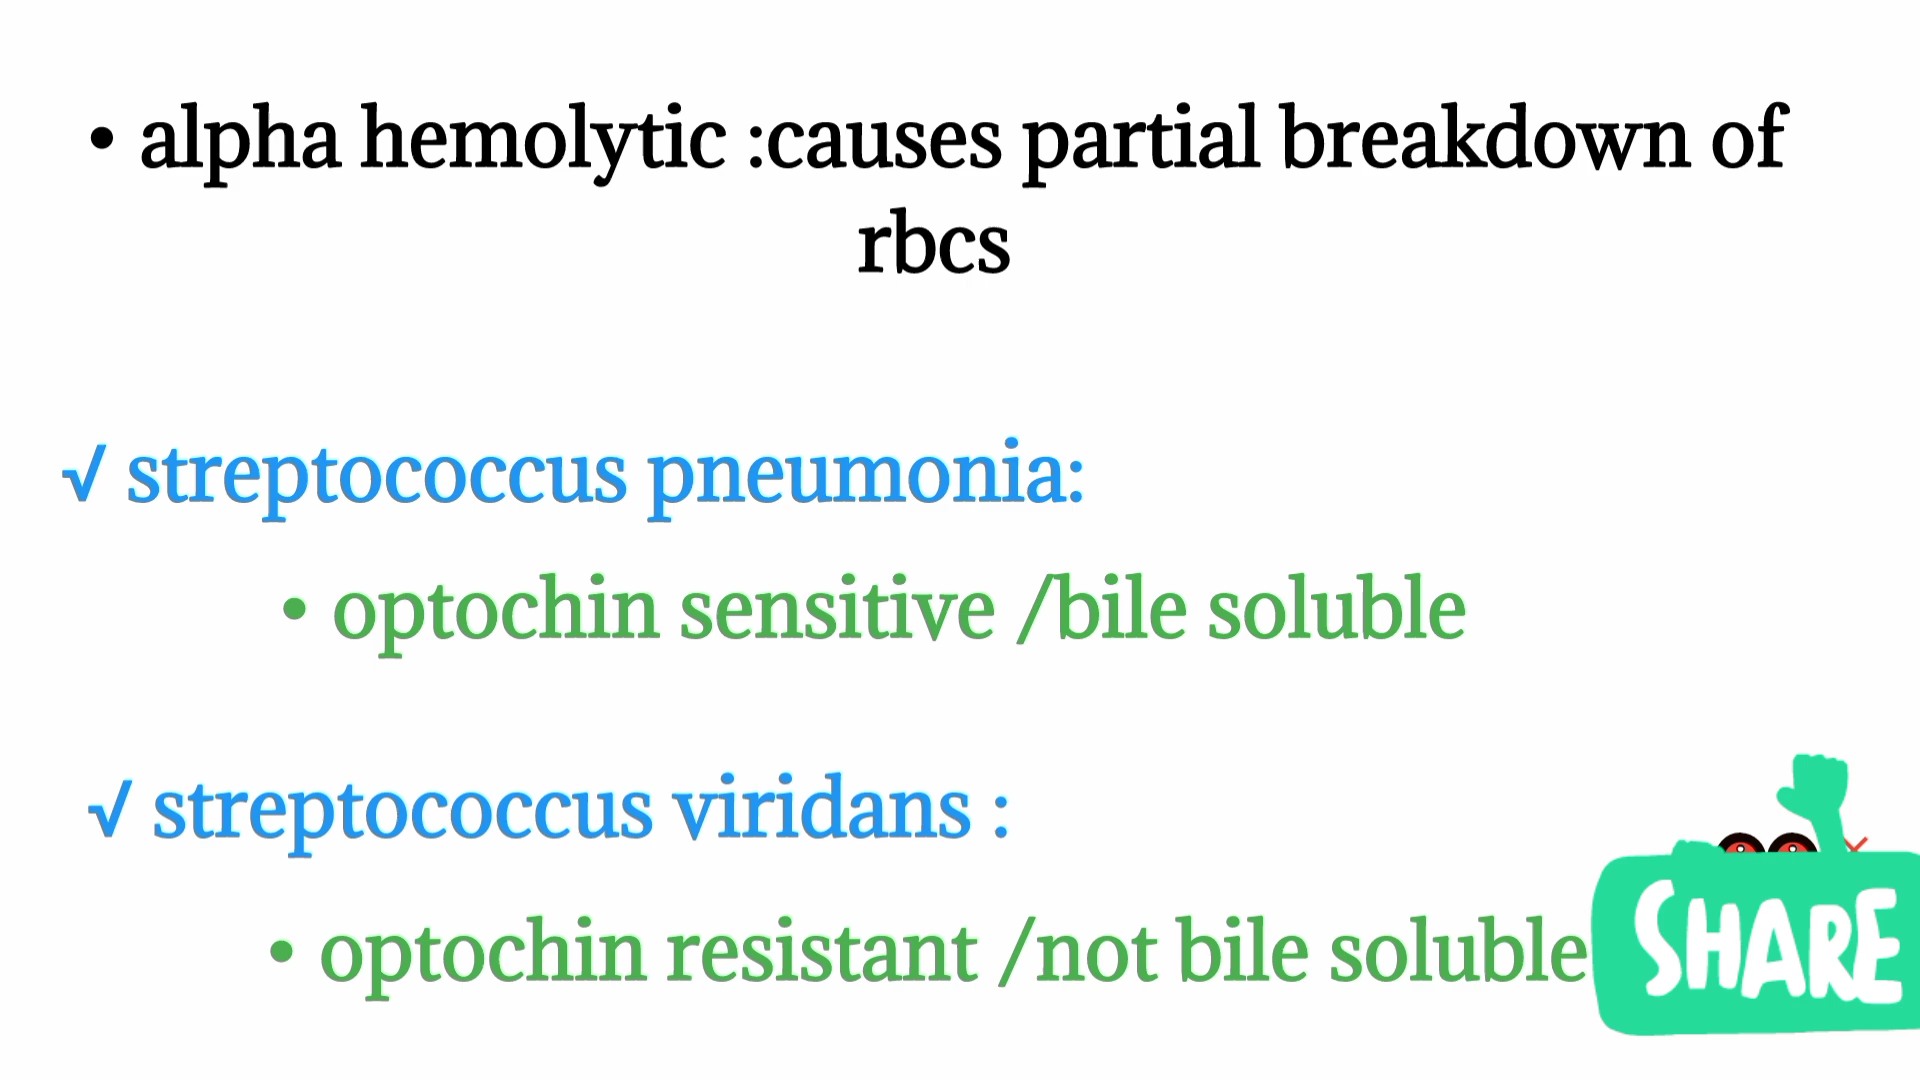 • alpha hemolytic :causes partial breakdown of
rbcs
√ streptococcus pneumonia:
• optochin sensitive /bile soluble
√ streptococcus viridans :
• optochin resistant /not bile soluble
SHARE